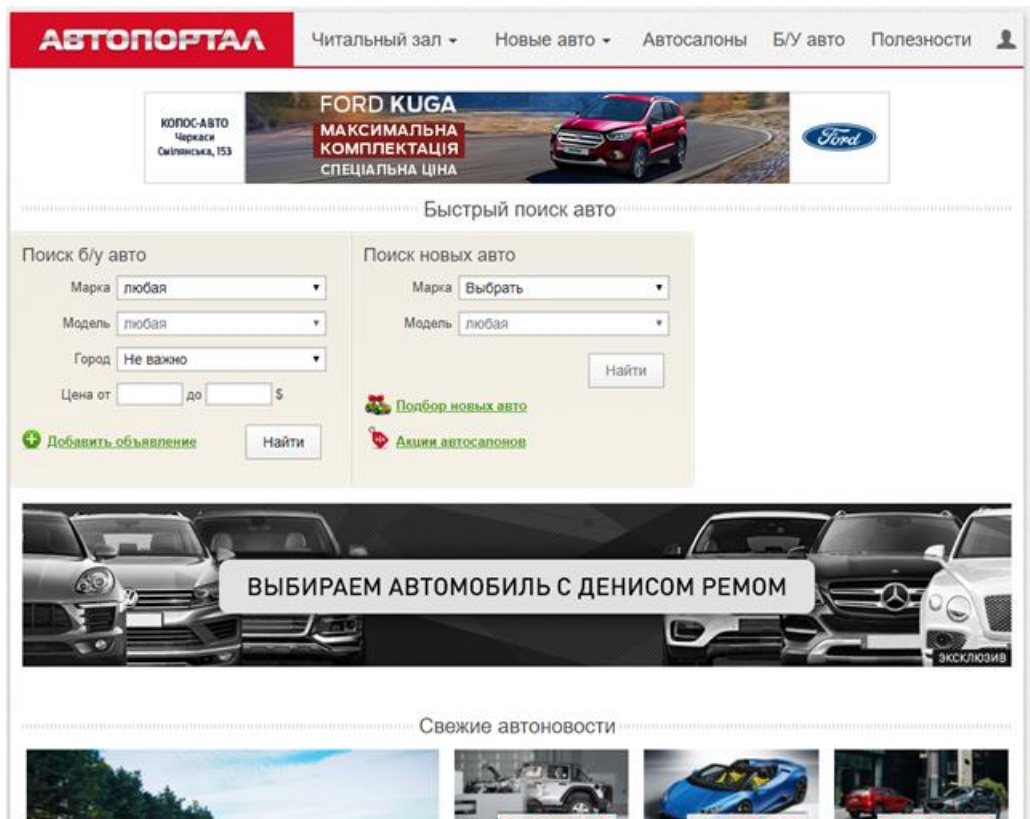 АВТОПОРТАЛ
Читальный зал
Новые авто
Автосалоны
Б/У авто
Полезности
КОПОС-АВТО
Черкаси
Смілянська, 153
FORD KUGA
МАКСИМАЛЬНА
КОМПЛЕКТАЦІЯ
СПЕЦІАЛЬНА ЦІНА
Ford
Быстрый поиск авто
Поиск б/у авто
Марка любая
Модель любая
Город Не важно
Цена от до $
Добавить объявление
Найти
Поиск новых авто
Марка Выбрать
Модель любая
Найти
Подбор новых авто
Акции автосалонов
ВЫБИРАЕМ АВТОМОБИЛЬ С ДЕНИСОМ РЕМОМ
ЭКСКЛЮЗИВ
Свежие автоновости